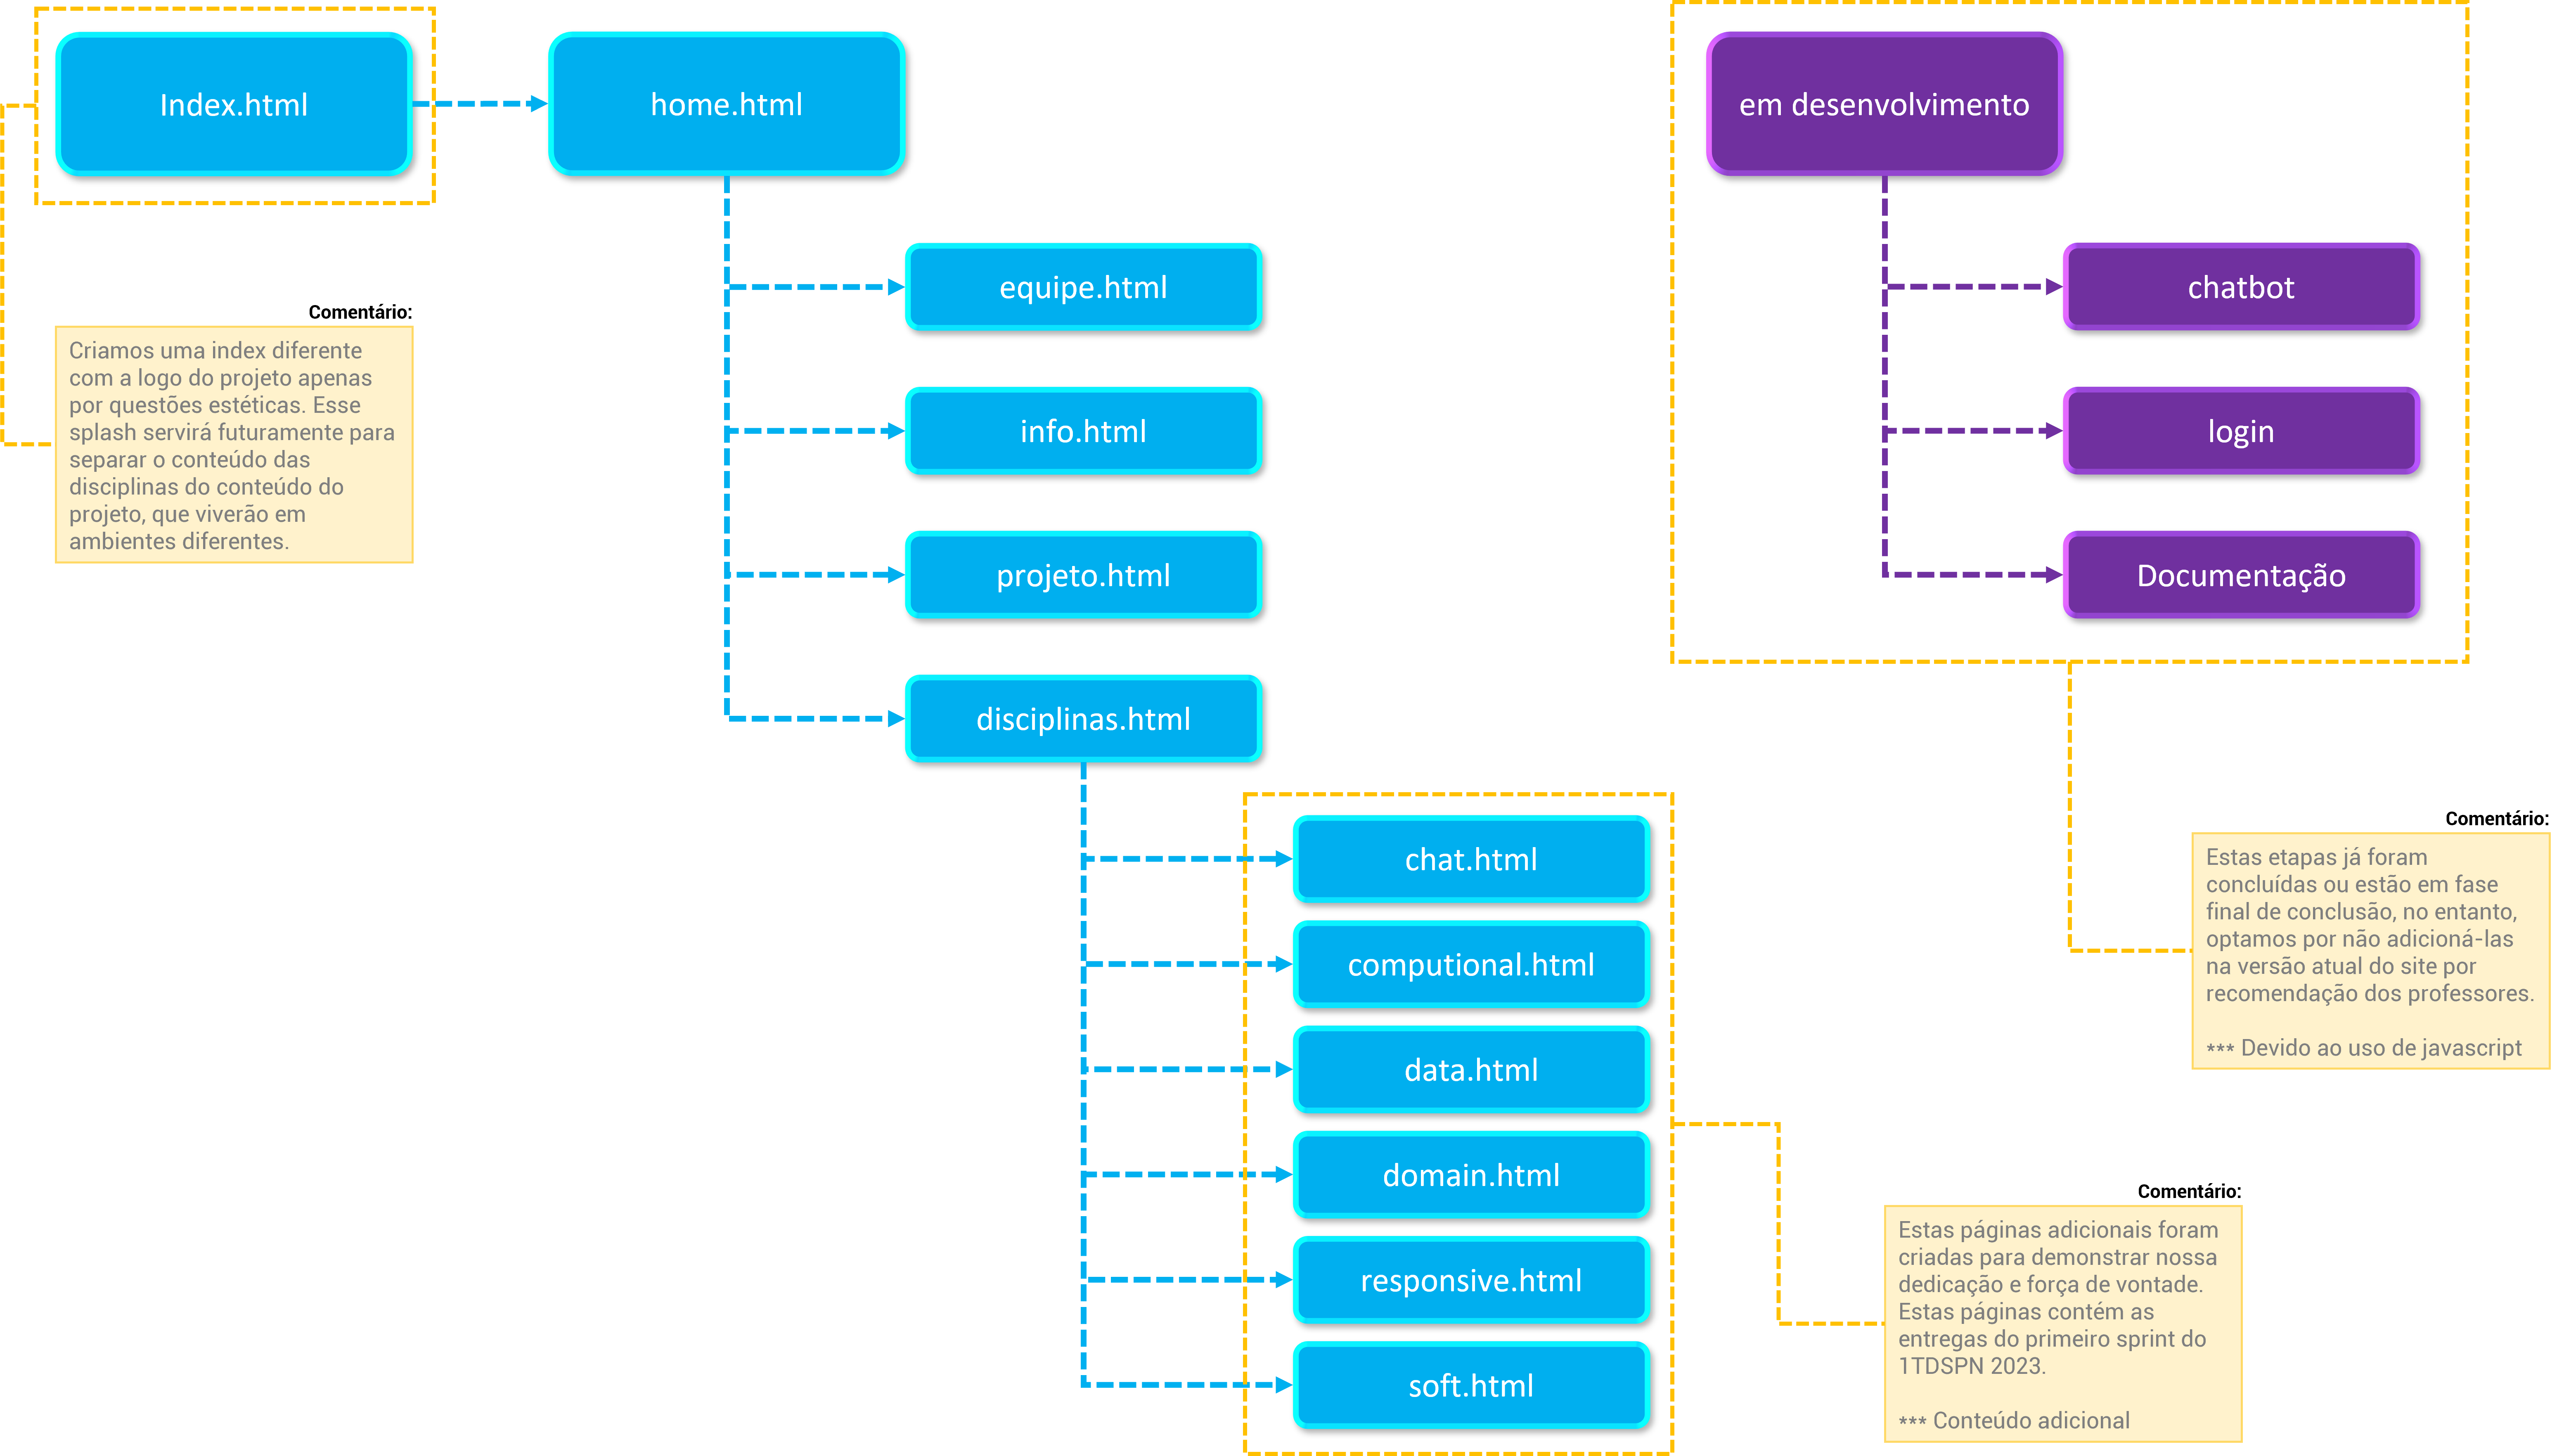 Index.html
home.html
em desenvolvimento
equipe.html
chatbot
Comentário:
Criamos uma index diferente
com a logo do projeto apenas
por questões estéticas. Esse
splash servirá futuramente para
separar o conteúdo das
disciplinas do conteúdo do
projeto, que viverão em
ambientes diferentes.
info.html
login
projeto.html
Documentação
disciplinas.html
chat.html
computional.html
data.html
domain.html
responsive.html
soft.html
Comentário:
Estas etapas já foram
concluídas ou estão em fase
final de conclusão, no entanto,
optamos por não adicioná-las
na versão atual do site por
recomendação dos professores.
*** Devido ao uso de javascript
Comentário:
Estas páginas adicionais foram
criadas para demonstrar nossa
dedicação e força de vontade.
Estas páginas contém as
entregas do primeiro sprint do
1TDSPN 2023.
*** Conteúdo adicional